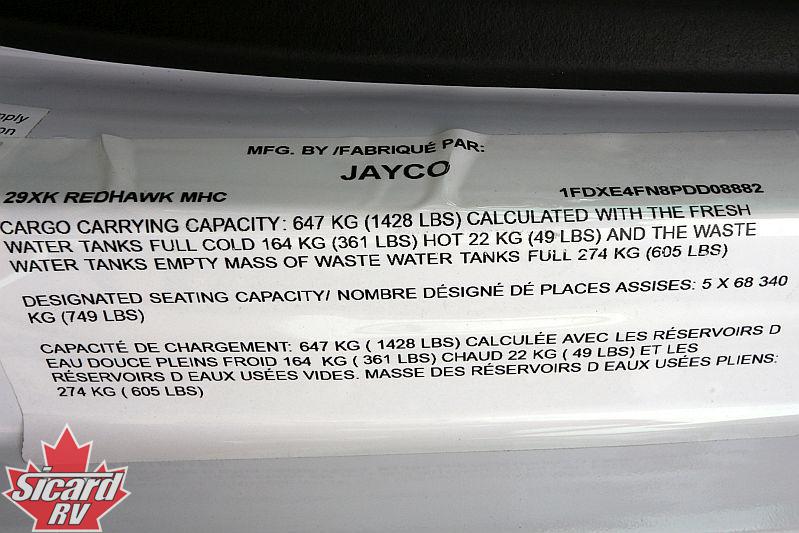 mply
on
MFG. BY /FABRIQUÉ PAR:
JAYCO
29XK REDHAWK MHC 1FDXE4FN8PDD08882
CARGO CARRYING CAPACITY: 647 KG (1428 LBS) CALCULATED WITH THE FRESH
WATER TANKS FULL COLD 164 KG (361 LBS) HOT 22 KG (49 LBS) AND THE WASTE
WATER TANKS EMPTY MASS OF WASTE WATER TANKS FULL 274 KG (605 LBS)
DESIGNATED SEATING CAPACITY/ NOMBRE DÉSIGNÉ DÉ PLACES ASSISES: 5 X 68 340
KG (749 LBS)
CAPACITÉ DE CHARGEMENT: 647 KG ( 1428 LBS) CALCULÉE AVEC LES RÉSERVOIRS D
EAU DOUCE PLEINS FROID 164 KG ( 361 LBS) CHAUD 22 KG ( 49 LBS) ET LES
RÉSERVOIRS D EAUX USÉES VIDES. MASSE DES RÉSERVOIRS D EAUX USÉES PLIENS:
274 KG ( 605 LBS)
Sicard
RV